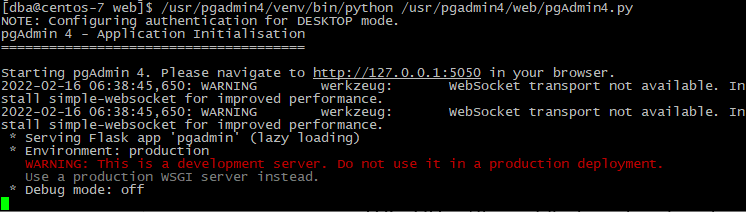 [dba@centos-7 web]$ /usr/pgadmin4/venv/bin/python /usr/pgadmin4/web/pgAdmin4.py
NOTE: Configuring authentication for DESKTOP mode.
pgAdmin 4 - Application Initialisation
======================================
Starting pgAdmin 4. Please navigate to http://127.0.0.1:5050 in your browser.
2022-02-16 06:38:45,650: WARNING werkzeug: WebSocket transport not available. In
stall simple-websocket for improved performance.
2022-02-16 06:38:45,650: WARNING werkzeug: WebSocket transport not available. In
stall simple-websocket for improved performance.
* Serving Flask app 'pgadmin' (lazy loading)
* Environment: production
WARNING: This is a development server. Do not use it in a production deployment.
Use a production WSGI server instead.
* Debug mode: off